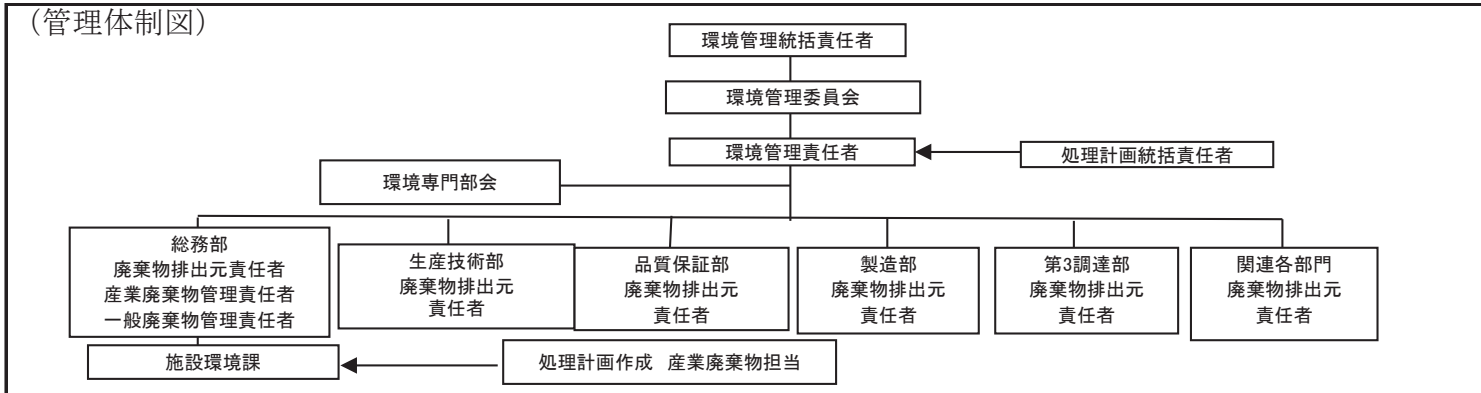 （管理体制図）
環境管理統括責任者
環境管理委員会
環境管理責任者
処理計画統括責任者
環境専門部会
総務部
廃棄物排出元責任者
産業廃棄物管理責任者
一般廃棄物管理責任者
生産技術部
廃棄物排出元
責任者
品質保証部
廃棄物排出元
責任者
製造部
廃棄物排出元
責任者
第3調達部
廃棄物排出元
責任者
関連各部門
廃棄物排出元
責任者
施設環境課
処理計画作成 産業廃棄物担当